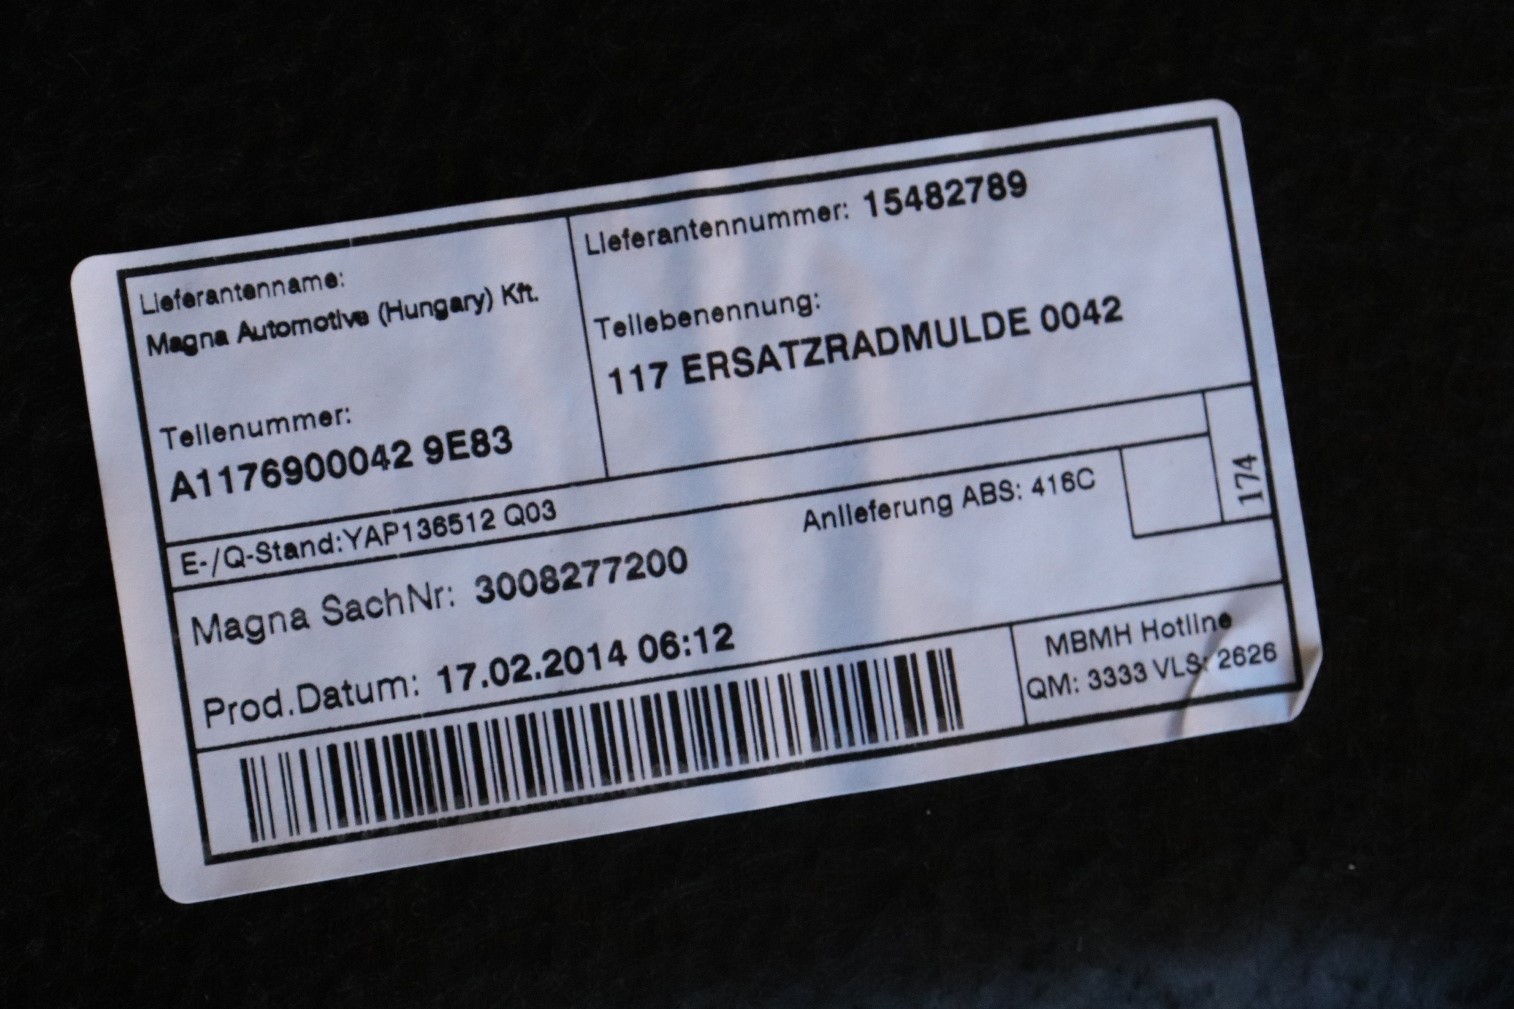 Lieferantenname:
Magna Automotive (Hungary) Kft.
Lieferantennummer: 15482789
Teilebenennung:
117 ERSATZRADMULDE 0042
Teilenummer:
A1176900042 9E83
E-/Q-Stand:YAP136512 Q03
174
Anlieferung ABS: 416C
Magna SachNr: 3008277200
Prod.Datum: 17.02.2014 06:12
MBMH Hotline
QM: 3333 VLS: 2626